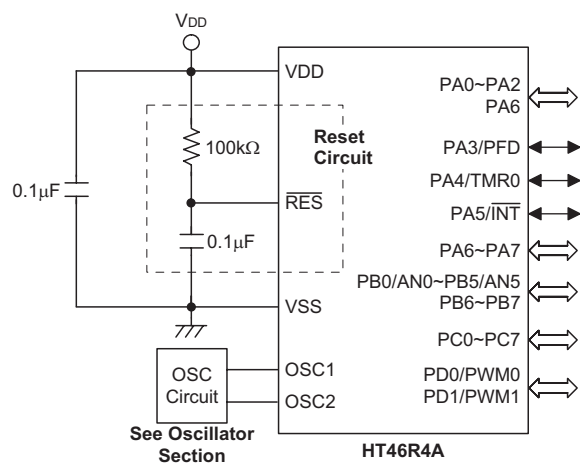 VDD
VDD
PA0~PA2
PA6
Reset
Circuit
100kΩ
PA3/PFD
PA4/TMR0
0.1μF
RES
PA5/INT
0.1μF
PA6~PA7
PB0/AN0~PB5/AN5
PB6~PB7
VSS
PC0~PC7
OSC
Circuit
OSC1
OSC2
PD0/PWM0
PD1/PWM1
See Oscillator
Section
HT46R4A